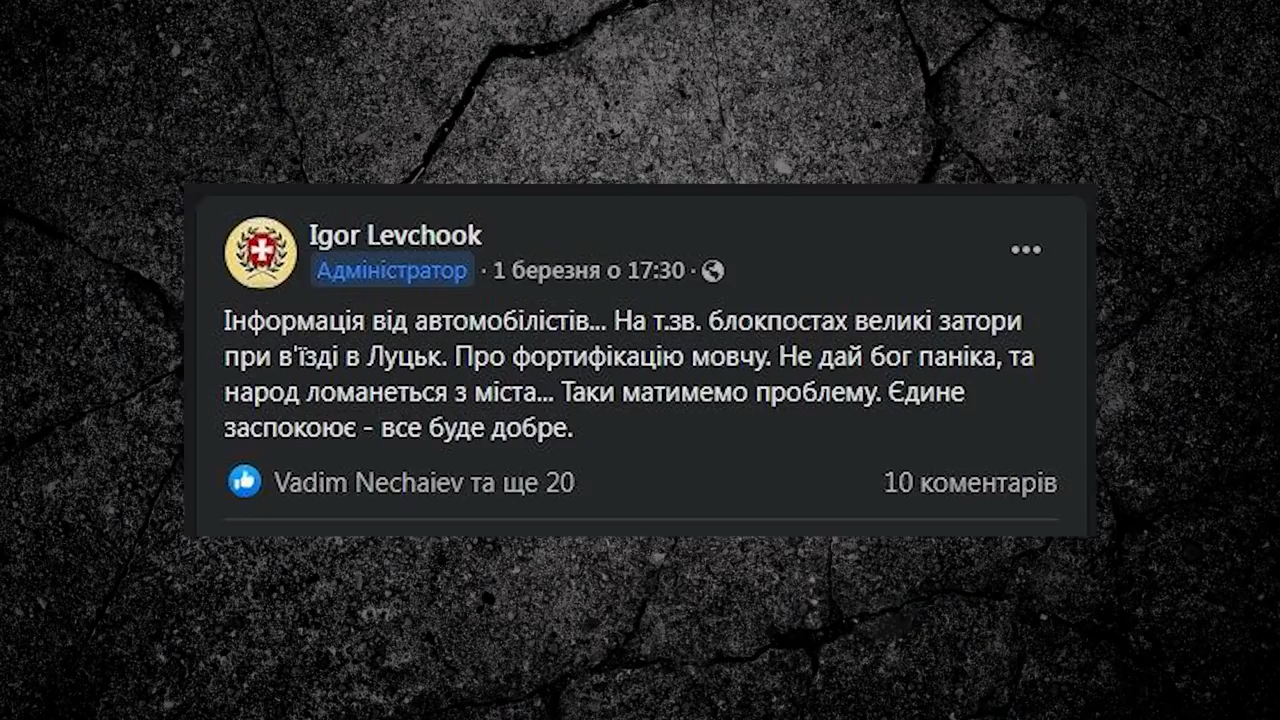 Igor Levchook
Адміністратор · 1 березня о 17:30 ·
Інформація від автомобілістів... На т.зв. блокпостах великі затори
при в'їзді в Луцьк. Про фортифікацію мовчу. Не дай бог паніка, та
народ ломанеться з міста... Таки матимемо проблему. Єдине
заспокоює - все буде добре.
Vadim Nechaiev та ще 20 10 коментарів